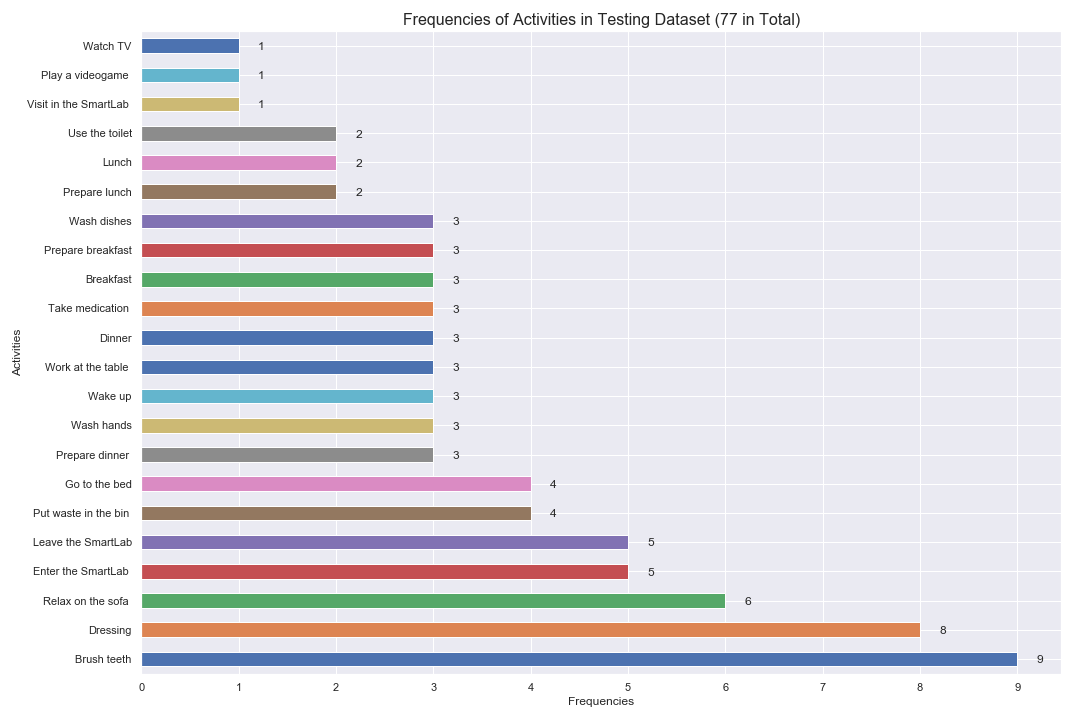 Frequencies of Activities in Testing Dataset (77 in Total)
Activities
Watch TV 1
Play a videogame 1
Visit in the SmartLab 1
Use the toilet 2
Lunch 2
Prepare lunch 2
Wash dishes 3
Prepare breakfast 3
Breakfast 3
Take medication 3
Dinner 3
Work at the table 3
Wake up 3
Wash hands 3
Prepare dinner 3
Go to the bed 4
Put waste in the bin 4
Leave the SmartLab 5
Enter the SmartLab 5
Relax on the sofa 6
Dressing 8
Brush teeth 9
0 1 2 3 4 5 6 7 8 9
Frequencies